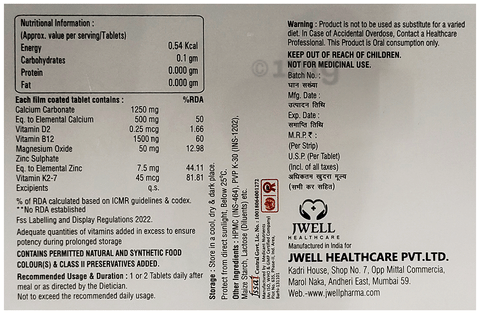 Nutritional Information :
(Approx. value per serving/Tablets)
Energy 0.54 Kcal
Carbohydrates 0.1 gm
Protein 0.000 gm
Fat 0.000 gm
Each film coated tablet contains : %RDA
Calcium Carbonate 1250 mg
Eq. to Elemental Calcium 500 mg 50
Vitamin D2 0.25 mcg 1.66
Vitamin B12 1500 mg 60
Magnesium Oxide 50 mg 12.98
Zinc Sulphate
Eq. to Elemental Zinc 7.5 mg 44.11
Vitamin K2-7 45 mcg 81.81
Excipients q.s.
% of RDA calculated based on ICMR guidelines & codex.
**No RDA established
Fss Labelling and Display Regulations 2022.
Adequate quantities of vitamin added in excess to ensure
potency during prolonged storage
CONTAINS PERMITTED NATURAL AND SYNTHETIC FOOD
COLOUR(S) & CLASS II PRESERVATIVES ADDED.
Recommended Usage & Duration : 1 or 2 Tablets daily after
meal or as directed by the Dietician.
Not to exceed the recommended daily usage.
Storage : Store in a cool, dry & dark place.
Protect from direct sunlight, Below 25°C.
Other Ingredients : HPMC (INS-464), PVP K-30 (INS-1202),
Maize Starch, Lactose (Diluents) etc.
fssai
Warning : Product is not to be used as substitute for a varied
diet. In Case of Accidental Overdose, Contact a Healthcare
Professional. This Product is Oral consumption only.
KEEP OUT OF REACH OF CHILDREN.
NOT FOR MEDICINAL USE.
Batch No. :
घान सख्या
Mfg. Date :
उत्पादन तिथि
Exp. Date :
समाप्ति तिथि
M.R.P.₹ :
(Per Strip)
U.S.P. (Per Tablet)
(Incl. of all taxes)
अधिकतम खुदरा मूल्य
(सभी कर सहित)
JWELL
HEALTHCARE
Manufactured in India for
JWELL HEALTHCARE PVT.LTD.
Kadri House, Shop No. 7, Opp Mittal Commercia,
Marol Naka, Andheri East, Mumbai 59.
Web.-www.jwellpharma.com